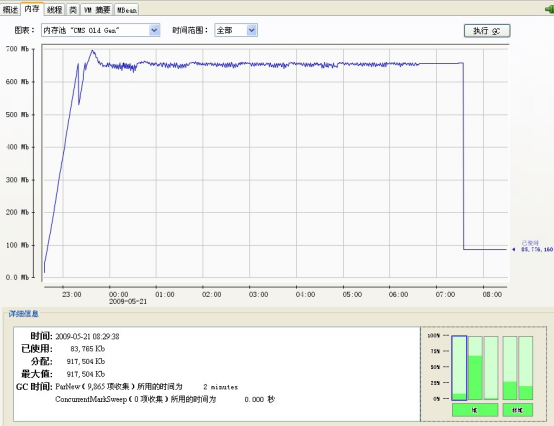 概述 内存 线程 类 VM 摘要 MBean
图表： 内存池 "CMS Old Gen" 时间范围： 全部 执行 GC
700 Mb
600 Mb
500 Mb
400 Mb
300 Mb
200 Mb
100 Mb
0.0 Mb
已使用
85,776,160
23:00 00:00 01:00 02:00 03:00 04:00 05:00 06:00 07:00 08:00
2009-05-21
详细信息
时间: 2009-05-21 08:29:38
已使用: 83,765 Kb
分配: 917,504 Kb
最大值: 917,504 Kb
GC 时间: ParNew ( 9,865 项收集 ) 所用的时间为 2 minutes
ConcurrentMarkSweep ( 0 项收集 ) 所用的时间为 0.000 秒
100% --
75% --
50% --
25% --
0% --
堆 非堆